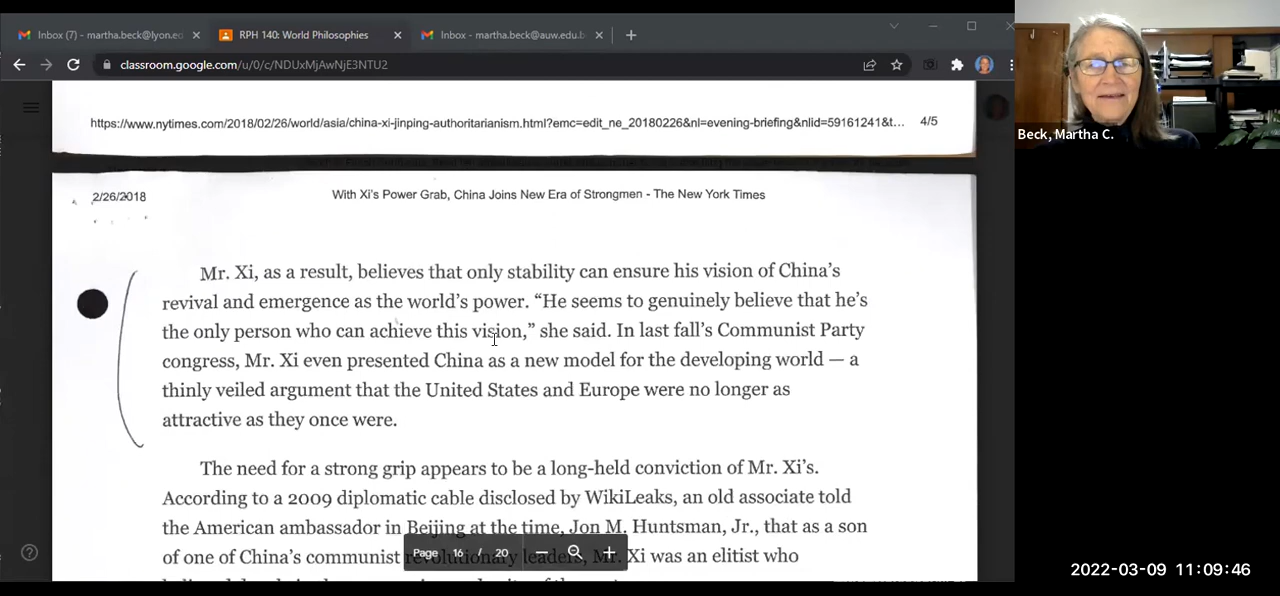 Inbox (7) - martha.beck@lyon.ed
RPH 140: World Philosophies
Inbox - martha.beck@auw.edu.b
classroom.google.com/u/0/c/NDUxMjAwNjE3NTU2
Beck, Martha C.
https://www.nytimes.com/2018/02/26/world/asia/china-xi-jinping-authoritarianism.html?emc=edit_ne_20180226&nl=evening-briefing&nlid=59161241&t... 4/5
2/26/2018 With Xi's Power Grab, China Joins New Era of Strongmen - The New York Times
Mr. Xi, as a result, believes that only stability can ensure his vision of China's
revival and emergence as the world's power. “He seems to genuinely believe that he's
the only person who can achieve this vision,” she said. In last fall's Communist Party
congress, Mr. Xi even presented China as a new model for the developing world — a
thinly veiled argument that the United States and Europe were no longer as
attractive as they once were.
The need for a strong grip appears to be a long-held conviction of Mr. Xi's.
According to a 2009 diplomatic cable disclosed by WikiLeaks, an old associate told
the American ambassador in Beijing at the time, Jon M. Huntsman, Jr., that as a son
of one of China's communist revolutionary leaders, Mr. Xi was an elitist who
Page 16 / 20
2022-03-09 11:09:46